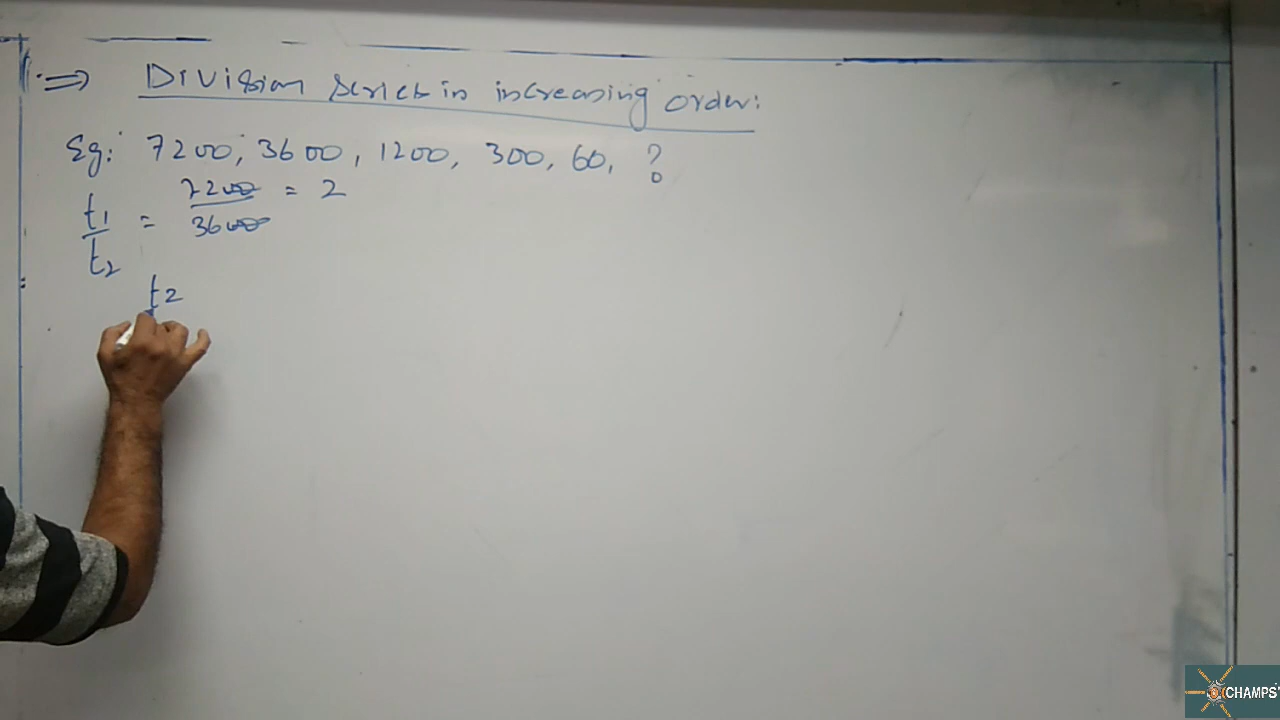 ⇒ Division series in increasing order:
Eg: 7200, 3600, 1200, 300, 60, ?
t1/t2 = 7200/3600 = 2
t2
CHAMPS